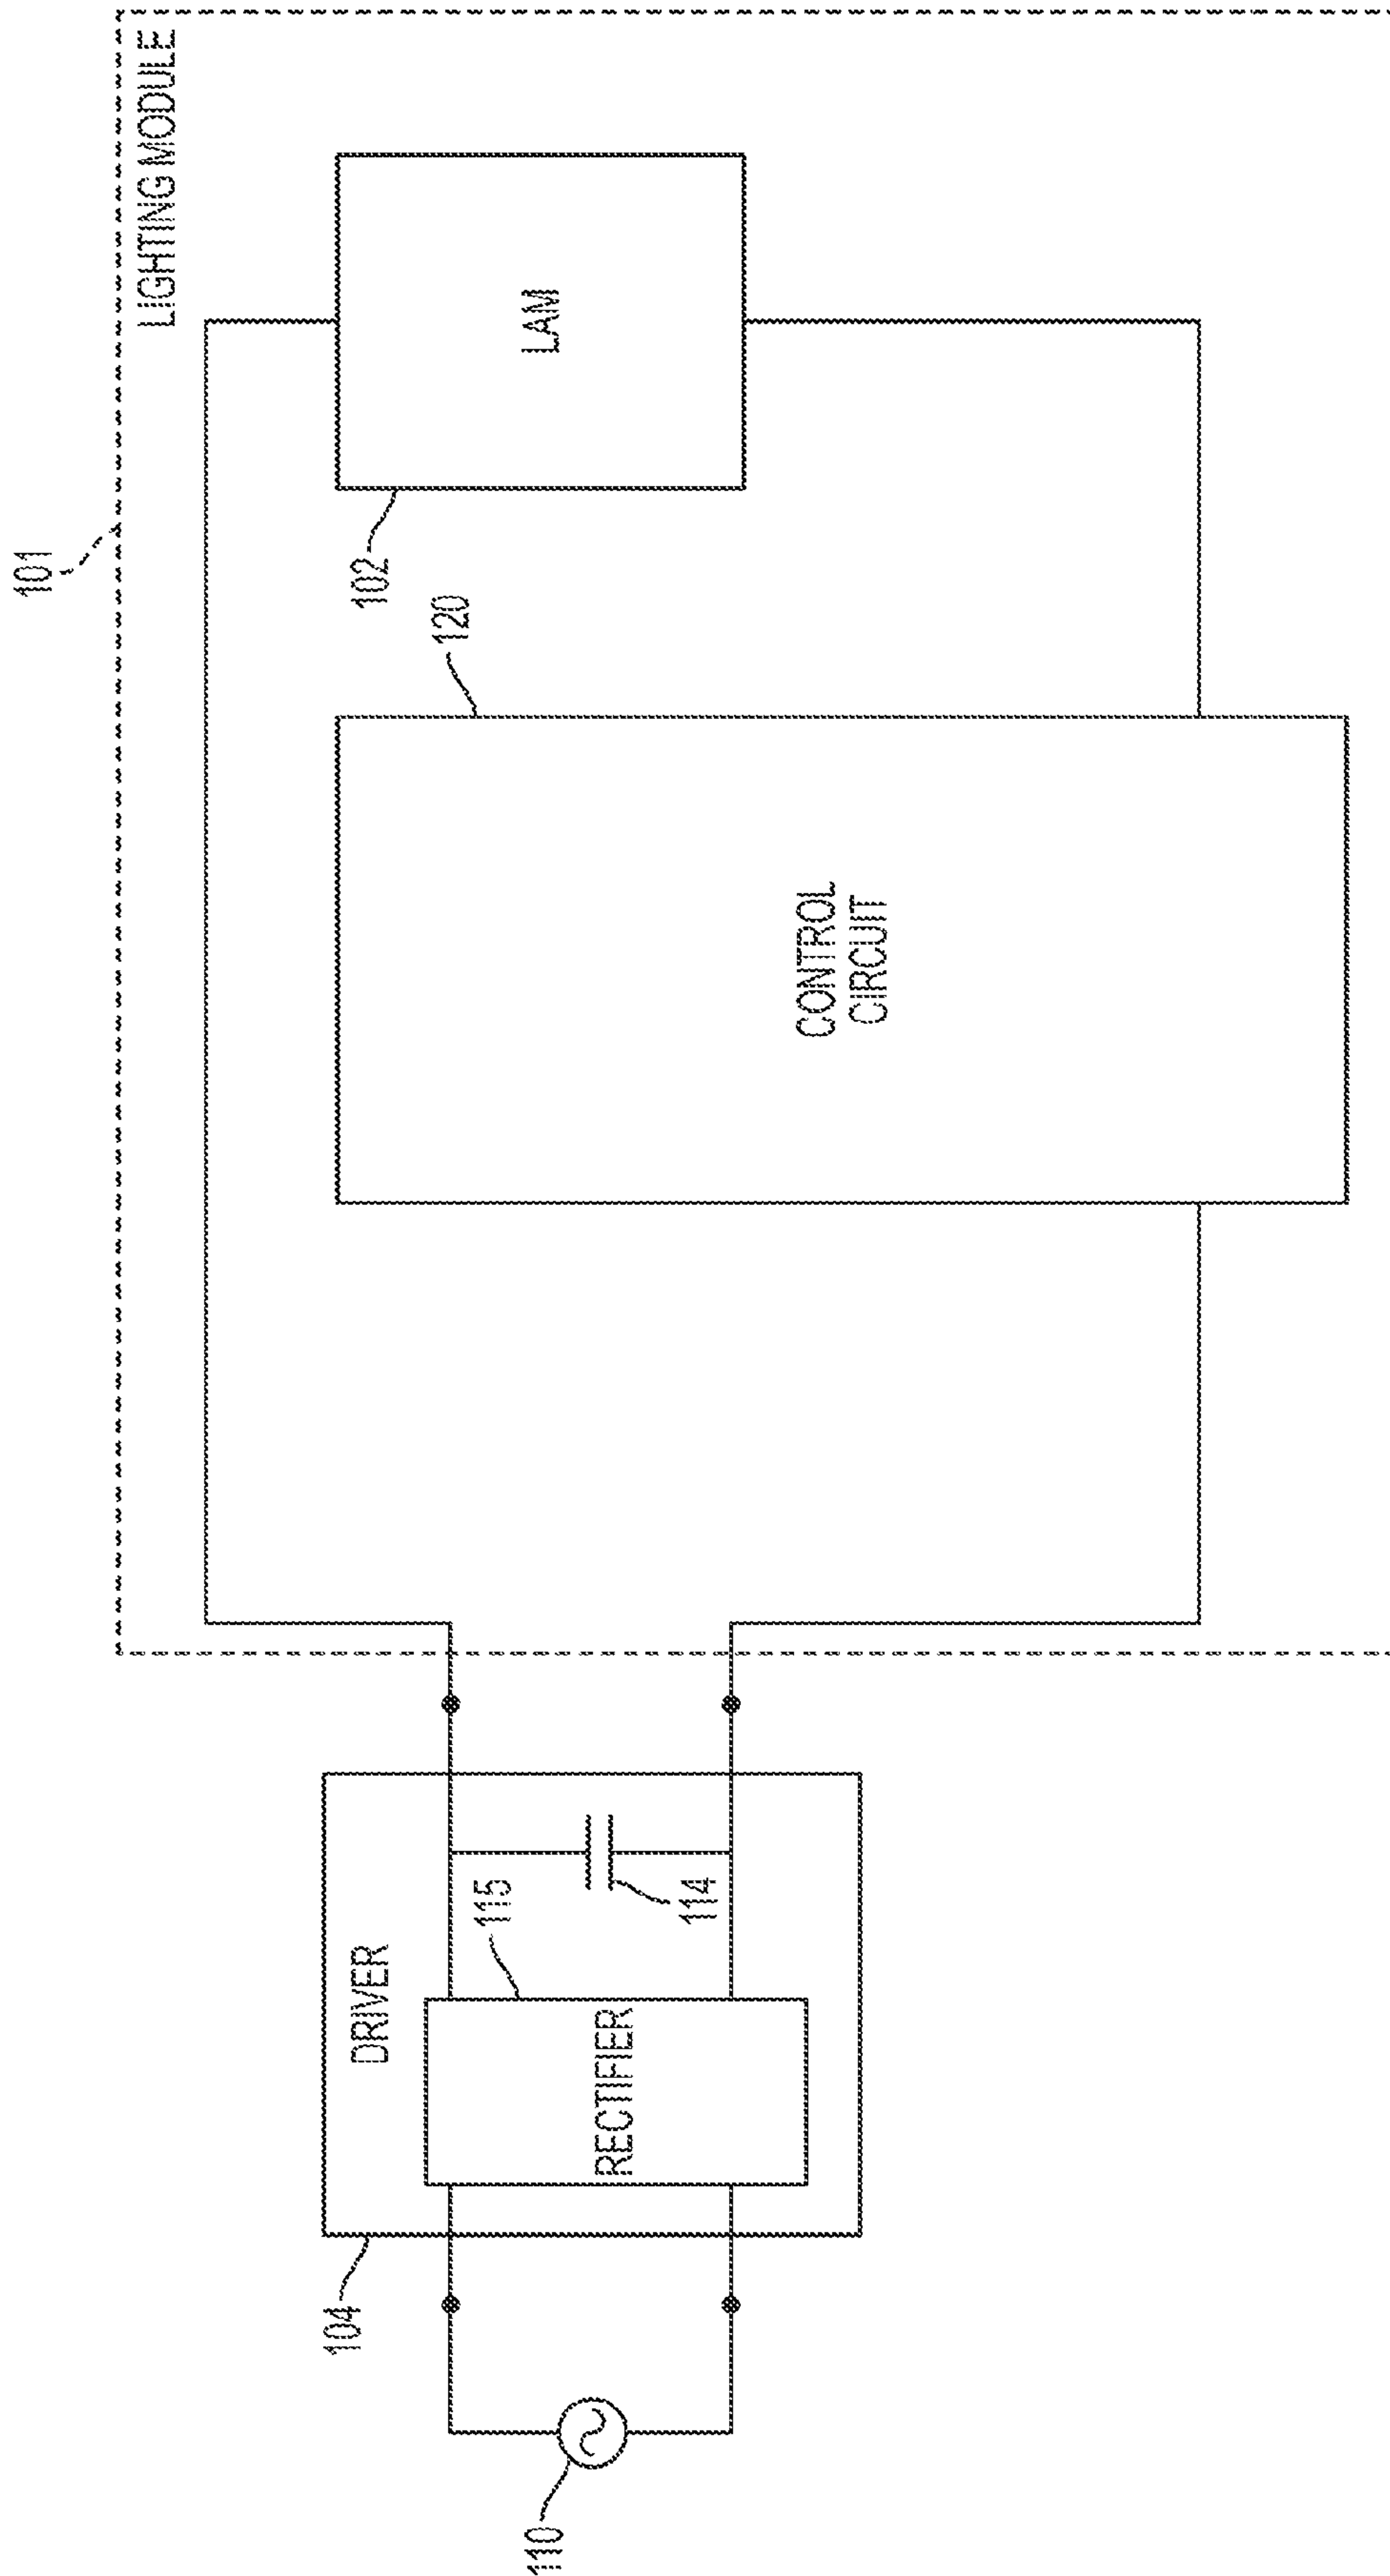 101
LIGHTING MODULE
LAM
102
120
CONTROL
CIRCUIT
DRIVER
115
114
RECTIFIER
104
110